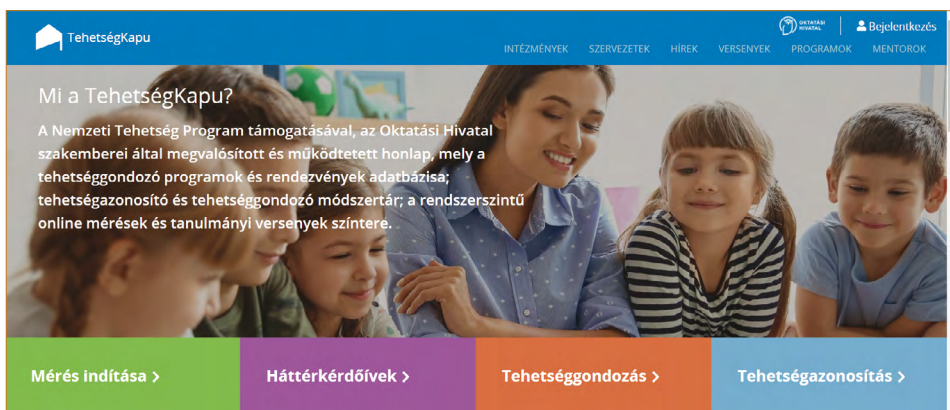 TehetségKapu
OKTATÁSI
HIVATAL
Bejelentkezés
INTÉZMÉNYEK SZERVEZETEK HÍREK VERSENYEK PROGRAMOK MENTOROK
Mi a TehetségKapu?
A Nemzeti Tehetség Program támogatásával, az Oktatási Hivatal
szakemberei által megvalósított és működtetett honlap, mely a
tehetséggondozó programok és rendezvények adatbázisa;
tehetségazonosító és tehetséggondozó módszertár; a rendszerszintű
online mérések és tanulmányi versenyek színtere.
Mérés indítása >
Háttérkérdőívek >
Tehetséggondozás >
Tehetségazonosítás >